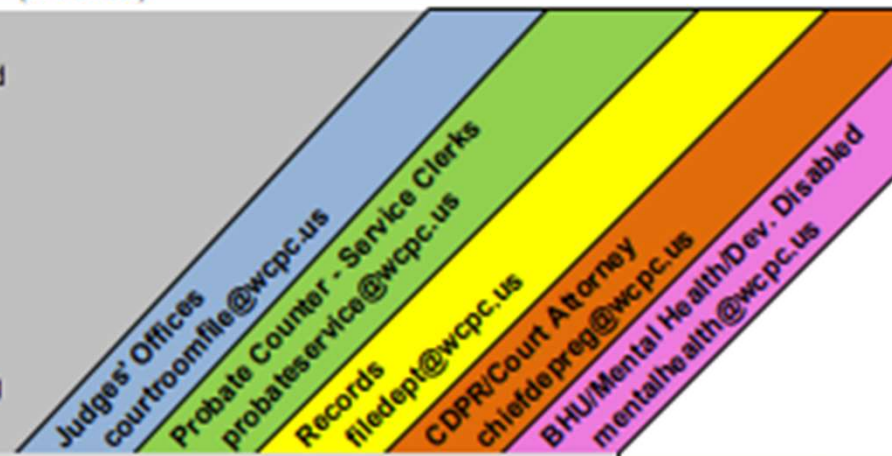 Judges' Offices
courtroomfile@wcpc.us
Probate Counter - Service Clerks
probateservice@wcpc.us
Records
filedept@wcpc.us
CDPR/Court Attorney
chiefdepreg@wcpc.us
BHU/Mental Health/Dev. Disabled
mentalhealth@wcpc.us